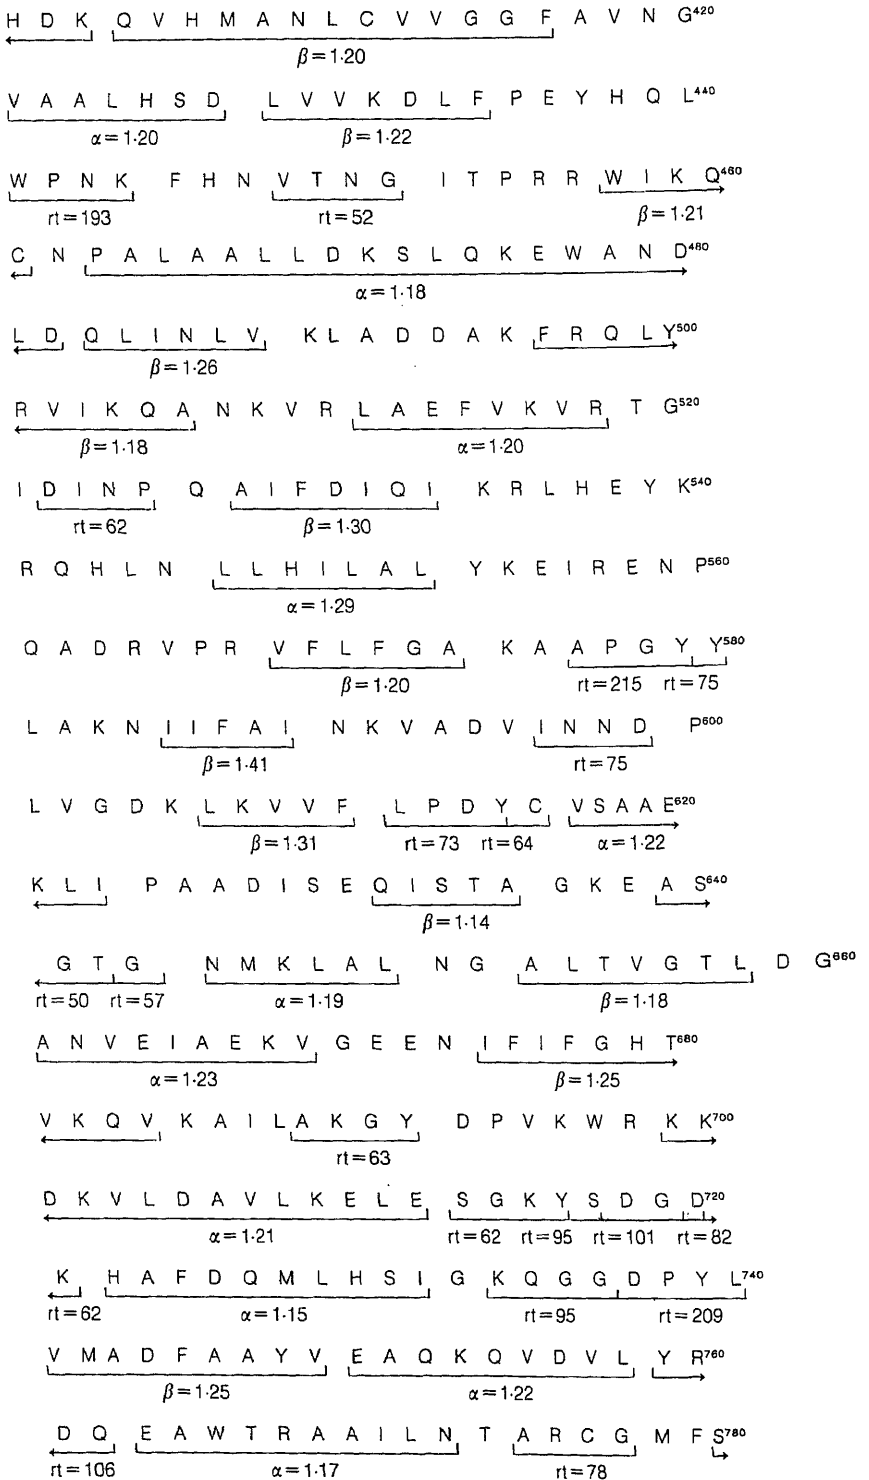 H D K Q V H M A N L C V V G G F A V N G420
β=1·20
V A A L H S D L V V K D L F P E Y H Q L440
α=1·20 β=1·22
W P N K F H N V T N G I T P R R W I K Q460
rt=193 rt=52 β=1·21
C N P A L A A L L D K S L Q K E W A N D480
α=1·18
L D Q L I N L V K L A D D A K F R Q L Y500
β=1·26
R V I K Q A N K V R L A E F V K V R T G520
β=1·18 α=1·20
I D I N P Q A I F D I Q I K R L H E Y K540
rt=62 β=1·30
R Q H L N L L H I L A L Y K E I R E N P560
α=1·29
Q A D R V P R V F L F G A K A A P G Y Y580
β=1·20 rt=215 rt=75
L A K N I I F A I N K V A D V I N N D P600
β=1·41 rt=75
L V G D K L K V V F L P D Y C V S A A E620
β=1·31 rt=73 rt=64 α=1·22
K L I P A A D I S E Q I S T A G K E A S640
β=1·14
G T G N M K L A L N G A L T V G T L D G660
rt=50 rt=57 α=1·19 β=1·18
A N V E I A E K V G E E N I F I F G H T680
α=1·23 β=1·25
V K Q V K A I L A K G Y D P V K W R K K700
rt=63
D K V L D A V L K E L E S G K Y S D G D720
α=1·21 rt=62 rt=95 rt=101 rt=82
K H A F D Q M L H S I G K Q G G D P Y L740
rt=62 α=1·15 rt=95 rt=209
V M A D F A A Y V E A Q K Q V D V L Y R760
β=1·25 α=1·22
D Q E A W T R A A I L N T A R C G M F S780
rt=106 α=1·17 rt=78